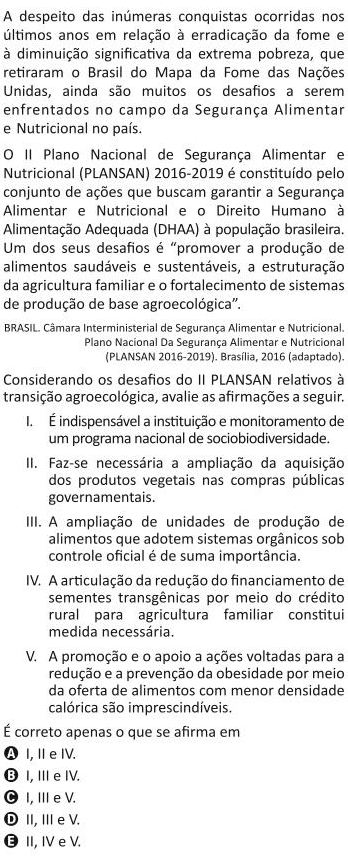 A despeito das inúmeras conquistas ocorridas nos
últimos anos em relação à erradicação da fome e
à diminuição significativa da extrema pobreza, que
retiraram o Brasil do Mapa da Fome das Nações
Unidas, ainda são muitos os desafios a serem
enfrentados no campo da Segurança Alimentar
e Nutricional no país.
O II Plano Nacional de Segurança Alimentar e
Nutricional (PLANSAN) 2016-2019 é constituído pelo
conjunto de ações que buscam garantir a Segurança
Alimentar e Nutricional e o Direito Humano à
Alimentação Adequada (DHAA) à população brasileira.
Um dos seus desafios é “promover a produção de
alimentos saudáveis e sustentáveis, a estruturação
da agricultura familiar e o fortalecimento de sistemas
de produção de base agroecológica”.
BRASIL. Câmara Interministerial de Segurança Alimentar e Nutricional.
Plano Nacional Da Segurança Alimentar e Nutricional
(PLANSAN 2016-2019). Brasília, 2016 (adaptado).
Considerando os desafios do II PLANSAN relativos à
transição agroecológica, avalie as afirmações a seguir.
I. É indispensável a instituição e monitoramento de
um programa nacional de sociobiodiversidade.
II. Faz-se necessária a ampliação da aquisição
dos produtos vegetais nas compras públicas
governamentais.
III. A ampliação de unidades de produção de
alimentos que adotem sistemas orgânicos sob
controle oficial é de suma importância.
IV. A articulação da redução do financiamento de
sementes transgênicas por meio do crédito
rural para agricultura familiar constitui
medida necessária.
V. A promoção e o apoio a ações voltadas para a
redução e a prevenção da obesidade por meio
da oferta de alimentos com menor densidade
calórica são imprescindíveis.
É correto apenas o que se afirma em
A I, II e IV.
B I, III e IV.
C I, III e V.
D II, III e V.
E II, IV e V.